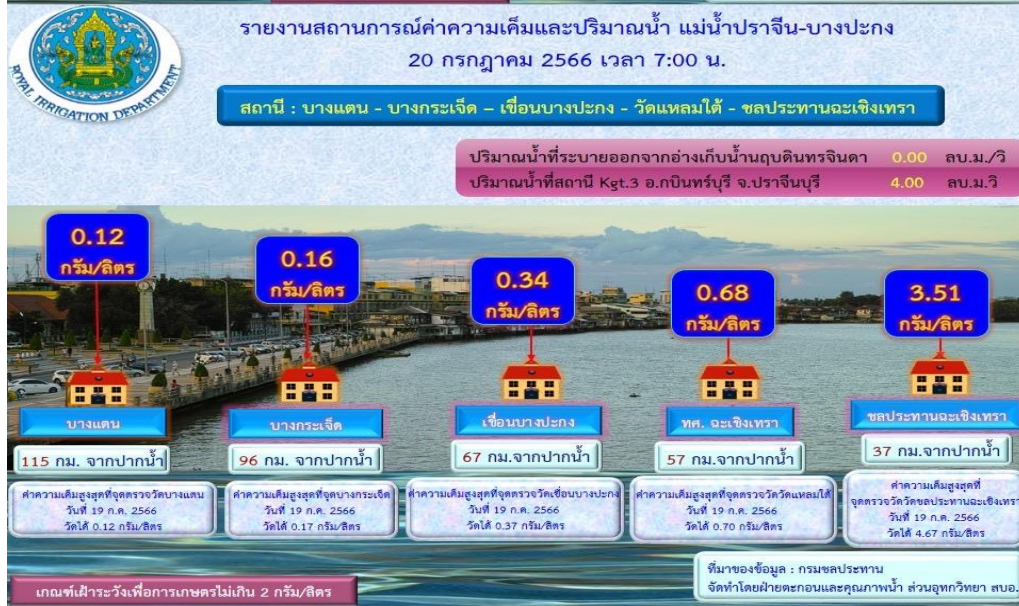 รายงานสถานการณ์ค่าความเค็มและปริมาณน้ำ แม่น้ำปราจีน-บางปะกง
20 กรกฎาคม 2566 เวลา 7:00 น.
ROYAL IRRIGATION DEPARTMENT
สถานี : บางแตน - บางกระเจ็ด – เขื่อนบางปะกง - วัดแหลมใต้ - ชลประทานฉะเชิงเทรา
ปริมาณน้ำที่ระบายออกจากอ่างเก็บน้ำนฤบดินทรจินดา 0.00 ลบ.ม./วิ
ปริมาณน้ำที่สถานี Kgt.3 อ.กบินทร์บุรี จ.ปราจีนบุรี 4.00 ลบ.ม.วิ
0.12
กรัม/ลิตร
0.16
กรัม/ลิตร
0.34
กรัม/ลิตร
0.68
กรัม/ลิตร
3.51
กรัม/ลิตร
บางแตน
บางกระเจ็ด
เขื่อนบางปะกง
ทศ. ฉะเชิงเทรา
ชลประทานฉะเชิงเทรา
115 กม. จากปากน้ำ
96 กม. จากปากน้ำ
67 กม.จากปากน้ำ
57 กม.จากปากน้ำ
37 กม.จากปากน้ำ
ค่าความเค็มสูงสุดที่จุดตรวจวัดบางแตน
วันที่ 19 ก.ค. 2566
วัดได้ 0.12 กรัม/ลิตร
ค่าความเค็มสูงสุดที่จุดบางกระเจ็ด
วันที่ 19 ก.ค. 2566
วัดได้ 0.17 กรัม/ลิตร
ค่าความเค็มสูงสุดที่จุดตรวจวัดเขื่อนบางปะกง
วันที่ 19 ก.ค. 2566
วัดได้ 0.37 กรัม/ลิตร
ค่าความเค็มสูงสุดที่จุดตรวจวัดวัดแหลมใต้
วันที่ 19 ก.ค. 2566
วัดได้ 0.70 กรัม/ลิตร
ค่าความเค็มสูงสุดที่
จุดตรวจวัดวัดชลประทานฉะเชิงเทรา
วันที่ 19 ก.ค. 2566
วัดได้ 4.67 กรัม/ลิตร
เกณฑ์เฝ้าระวังเพื่อการเกษตรไม่เกิน 2 กรัม/ลิตร
ที่มาของข้อมูล : กรมชลประทาน
จัดทำโดยฝ่ายตะกอนและคุณภาพน้ำ ส่วนอุทกวิทยา สบอ.